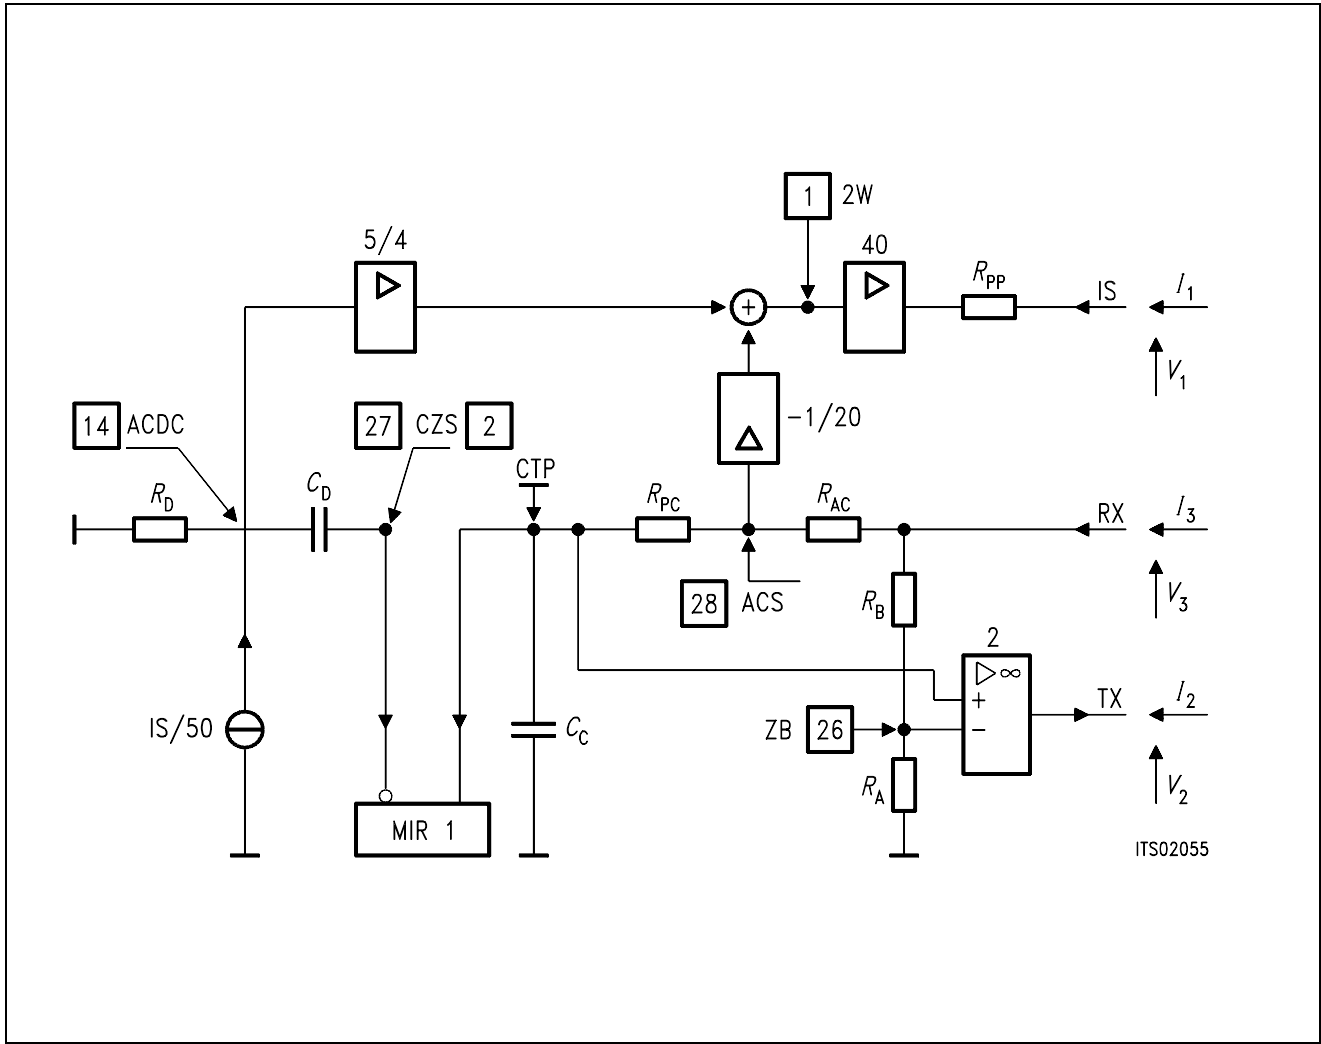 1 2W
5/4
40
R_PP
IS
I_1
V_1
-1/20
14 ACDC
27 CZS 2
CTP
R_D
C_D
R_PC
R_AC
RX
I_3
28 ACS
R_B
V_3
2
▷∞
+
TX
I_2
IS/50
C_C
ZB 26
−
R_A
V_2
MIR 1
ITS02055